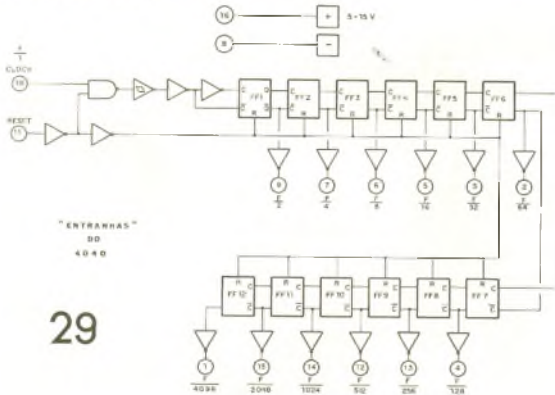 16 + 5-15 V
8 -
CLOCK
10
RESET
11
C Q C C C C C
FF1 FF2 FF3 FF4 FF5 FF6
R R R R R
9 7 6 5 3 2
F/2 F/4 F/8 F/16 F/32 F/64
"ENTRANHAS"
DO
4040
R R R R R R
FF12 FF11 FF10 FF9 FF8 FF7
C C C C C C
29
1 15 14 12 13 4
F/4096 F/2048 F/1024 F/512 F/256 F/128